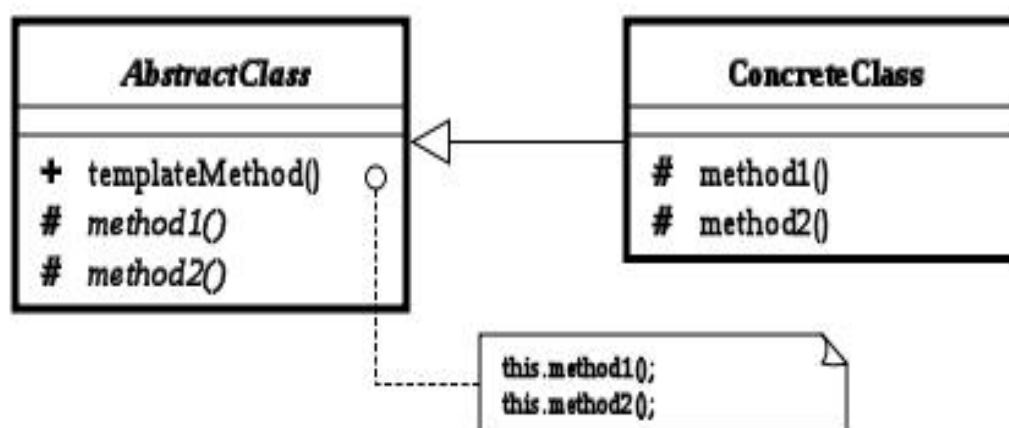 AbstractClass
+ templateMethod()
# method1()
# method2()
ConcreteClass
# method1()
# method2()
this.method1();
this.method2();